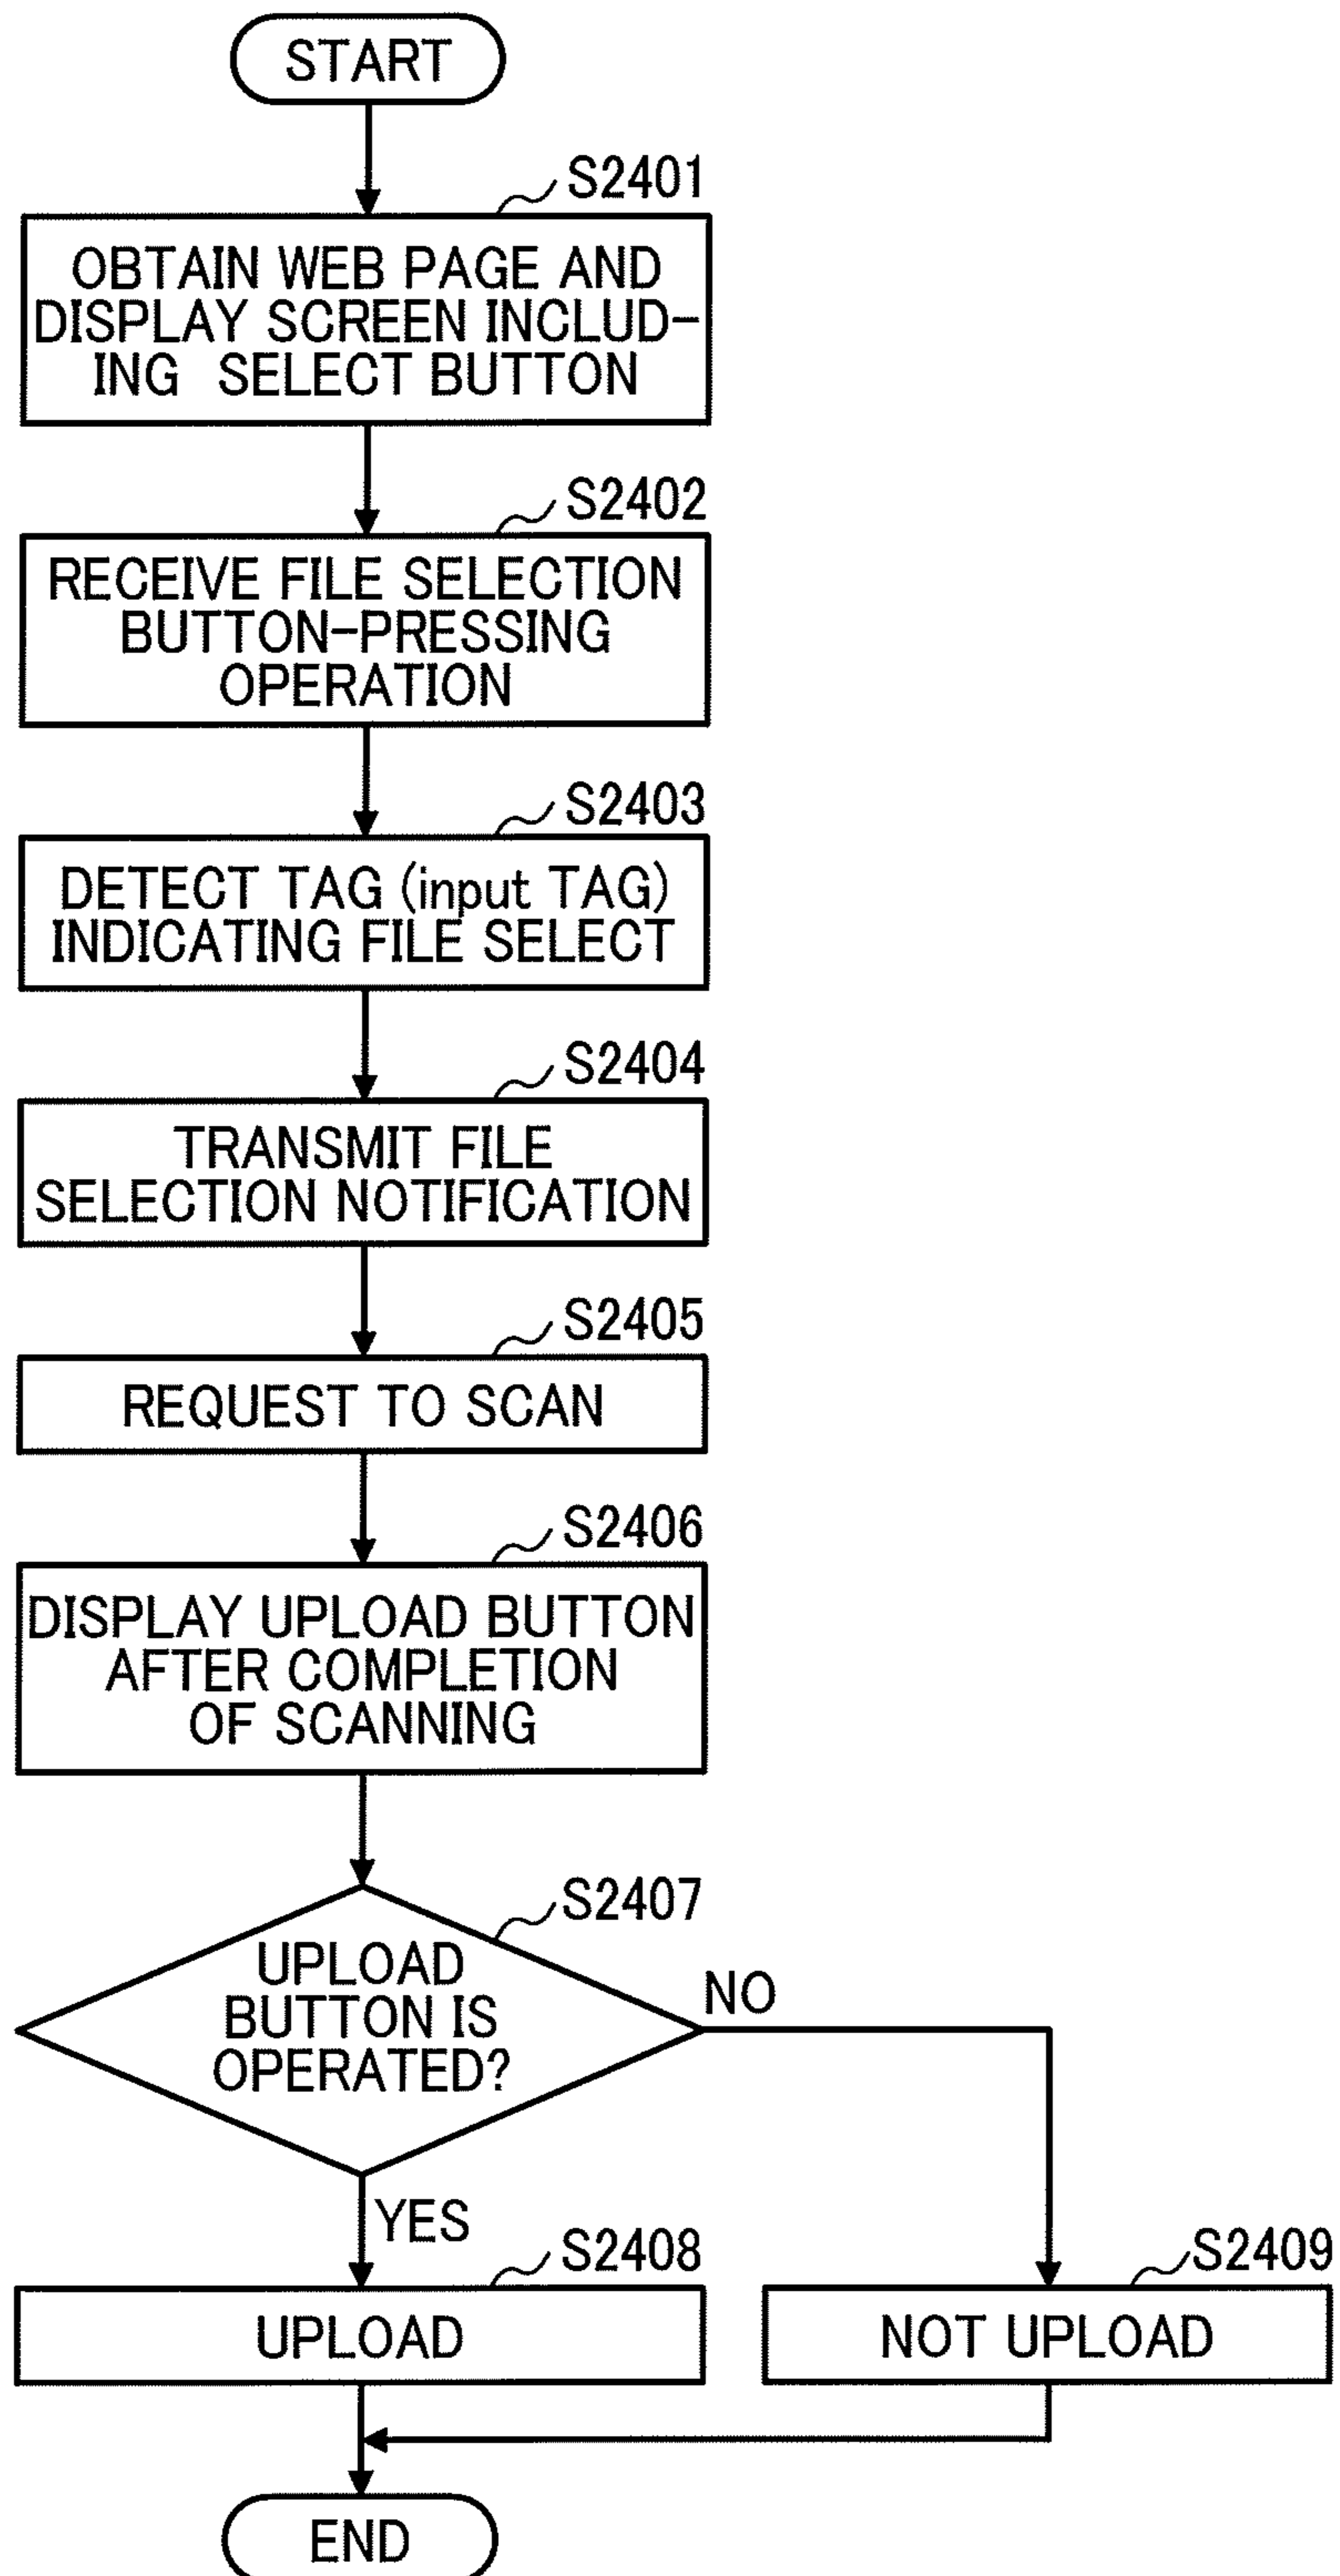 START
S2401
OBTAIN WEB PAGE AND
DISPLAY SCREEN INCLUD-
ING SELECT BUTTON
S2402
RECEIVE FILE SELECTION
BUTTON-PRESSING
OPERATION
S2403
DETECT TAG (input TAG)
INDICATING FILE SELECT
S2404
TRANSMIT FILE
SELECTION NOTIFICATION
S2405
REQUEST TO SCAN
S2406
DISPLAY UPLOAD BUTTON
AFTER COMPLETION
OF SCANNING
S2407
UPLOAD
BUTTON IS
OPERATED?
NO
YES
S2408
UPLOAD
S2409
NOT UPLOAD
END